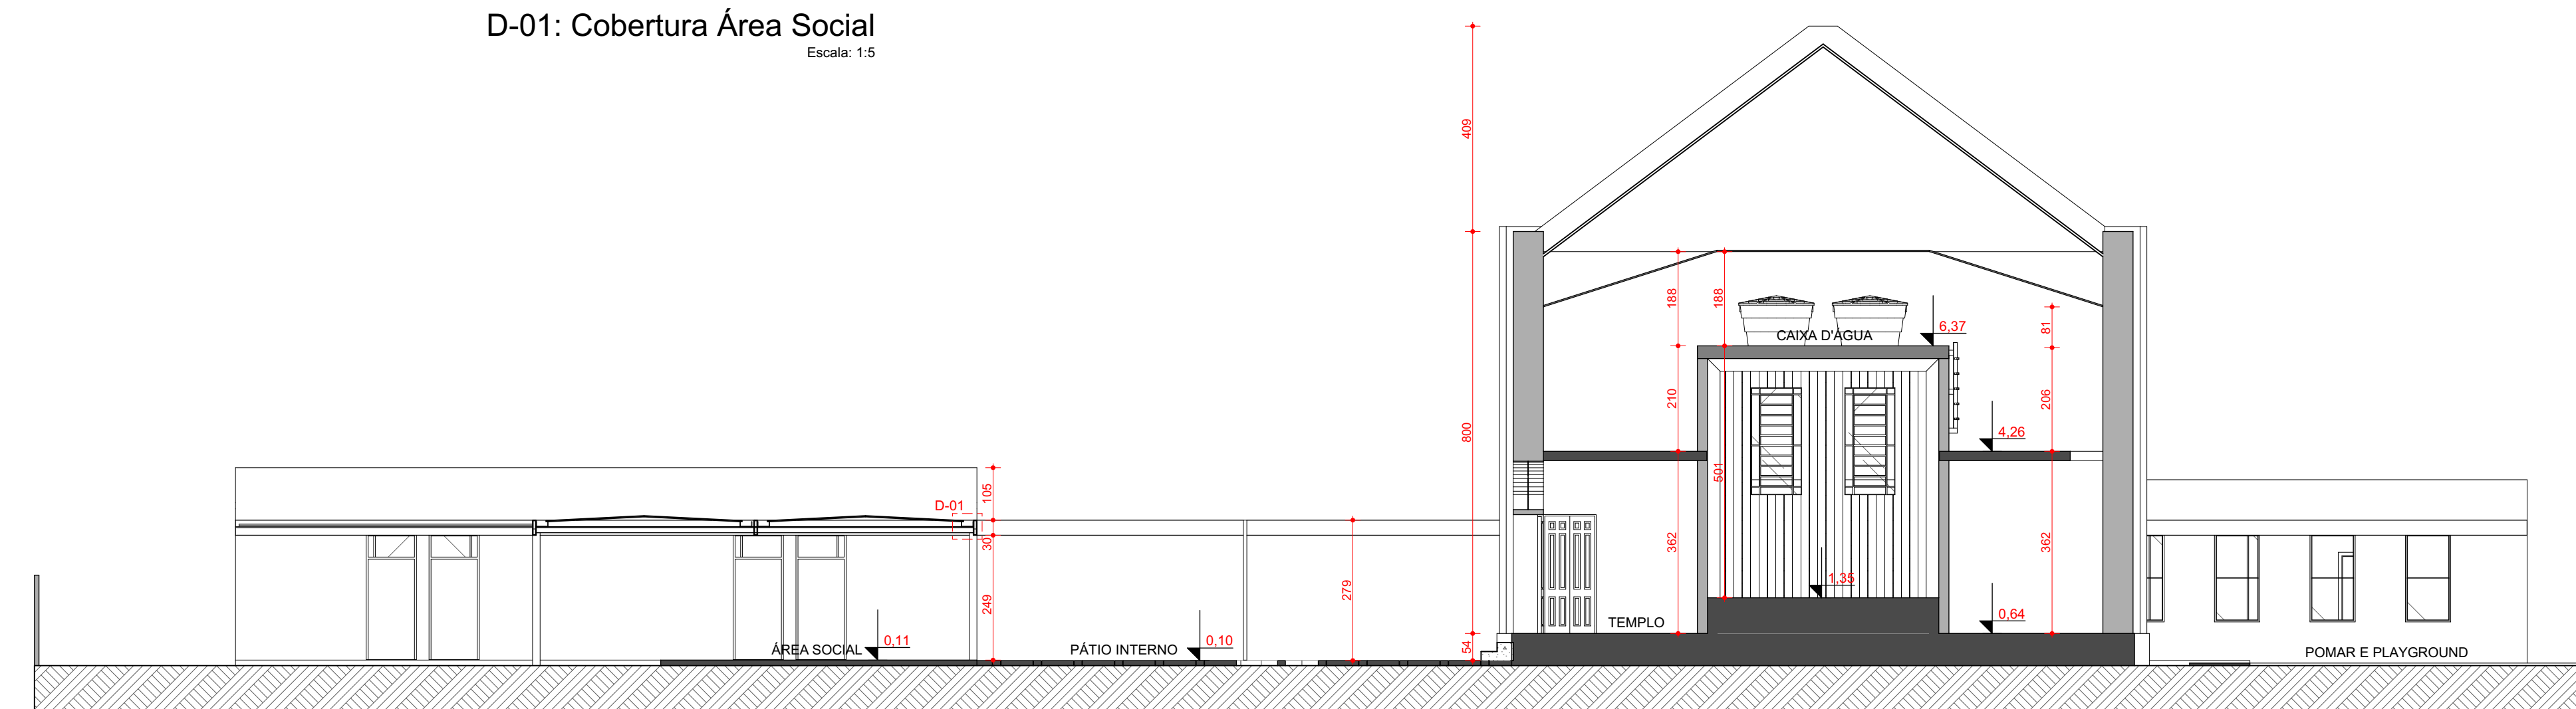 D-01: Cobertura Área Social
Escala: 1:5
409
188
188
81
6,37
CAIXA D'ÁGUA
210
206
800
4,26
501
105
D-01
30
362
362
279
249
1,35
0,64
TEMPLO
54
ÁREA SOCIAL
0,11
PÁTIO INTERNO
0,10
POMAR E PLAYGROUND